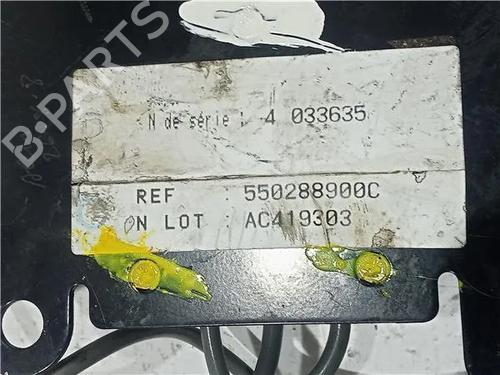 B-PARTS
N de série : 4 033635
REF : 550288900C
N LOT : AC419303